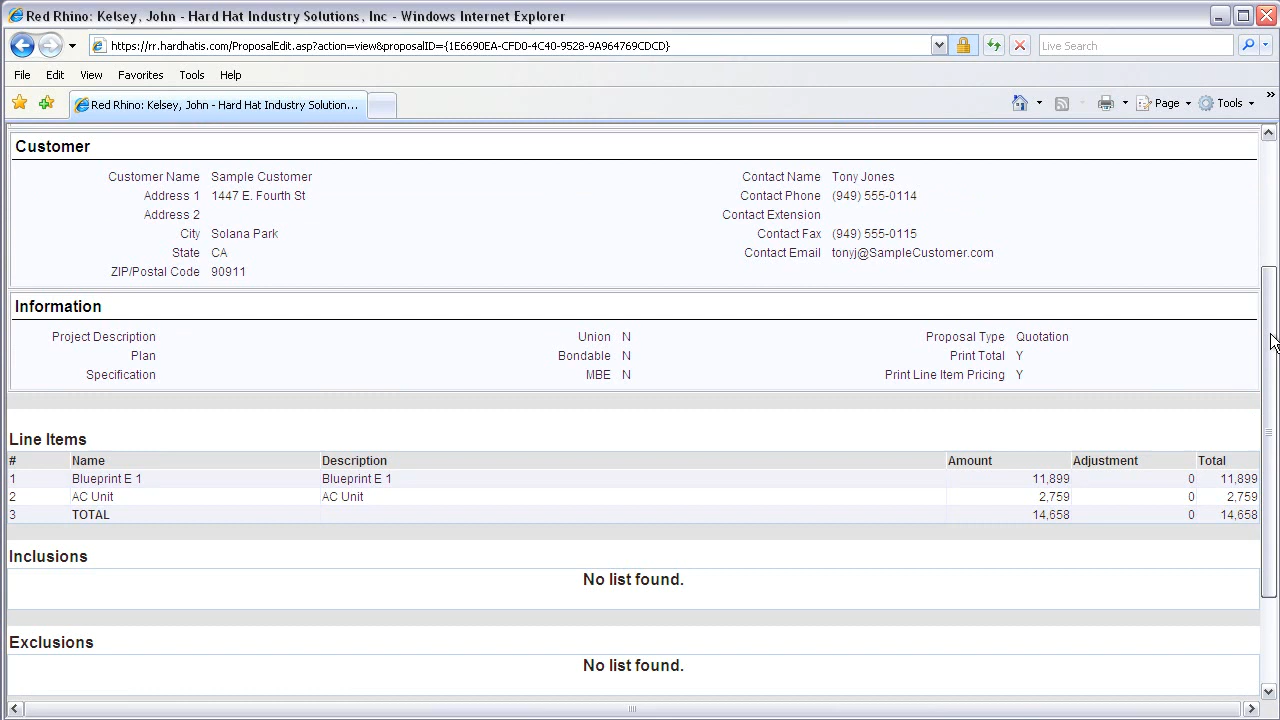 Red Rhino: Kelsey, John - Hard Hat Industry Solutions, Inc - Windows Internet Explorer
https://rr.hardhatis.com/ProposalEdit.asp?action=view&proposalID={1E6690EA-CFD0-4C40-9528-9A964769CDCD}
Live Search
File Edit View Favorites Tools Help
Red Rhino: Kelsey, John - Hard Hat Industry Solution...
Page Tools
Customer
Customer Name Sample Customer Contact Name Tony Jones
Address 1 1447 E. Fourth St Contact Phone (949) 555-0114
Address 2 Contact Extension
City Solana Park Contact Fax (949) 555-0115
State CA Contact Email tonyj@SampleCustomer.com
ZIP/Postal Code 90911
Information
Project Description Union N Proposal Type Quotation
Plan Bondable N Print Total Y
Specification MBE N Print Line Item Pricing Y
Line Items
# Name Description Amount Adjustment Total
1 Blueprint E 1 Blueprint E 1 11,899 0 11,899
2 AC Unit AC Unit 2,759 0 2,759
3 TOTAL 14,658 0 14,658
Inclusions
No list found.
Exclusions
No list found.